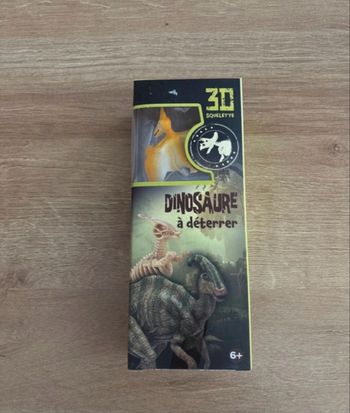 3D
SQUELETTE
DINOSAURE
à déterrer
6+